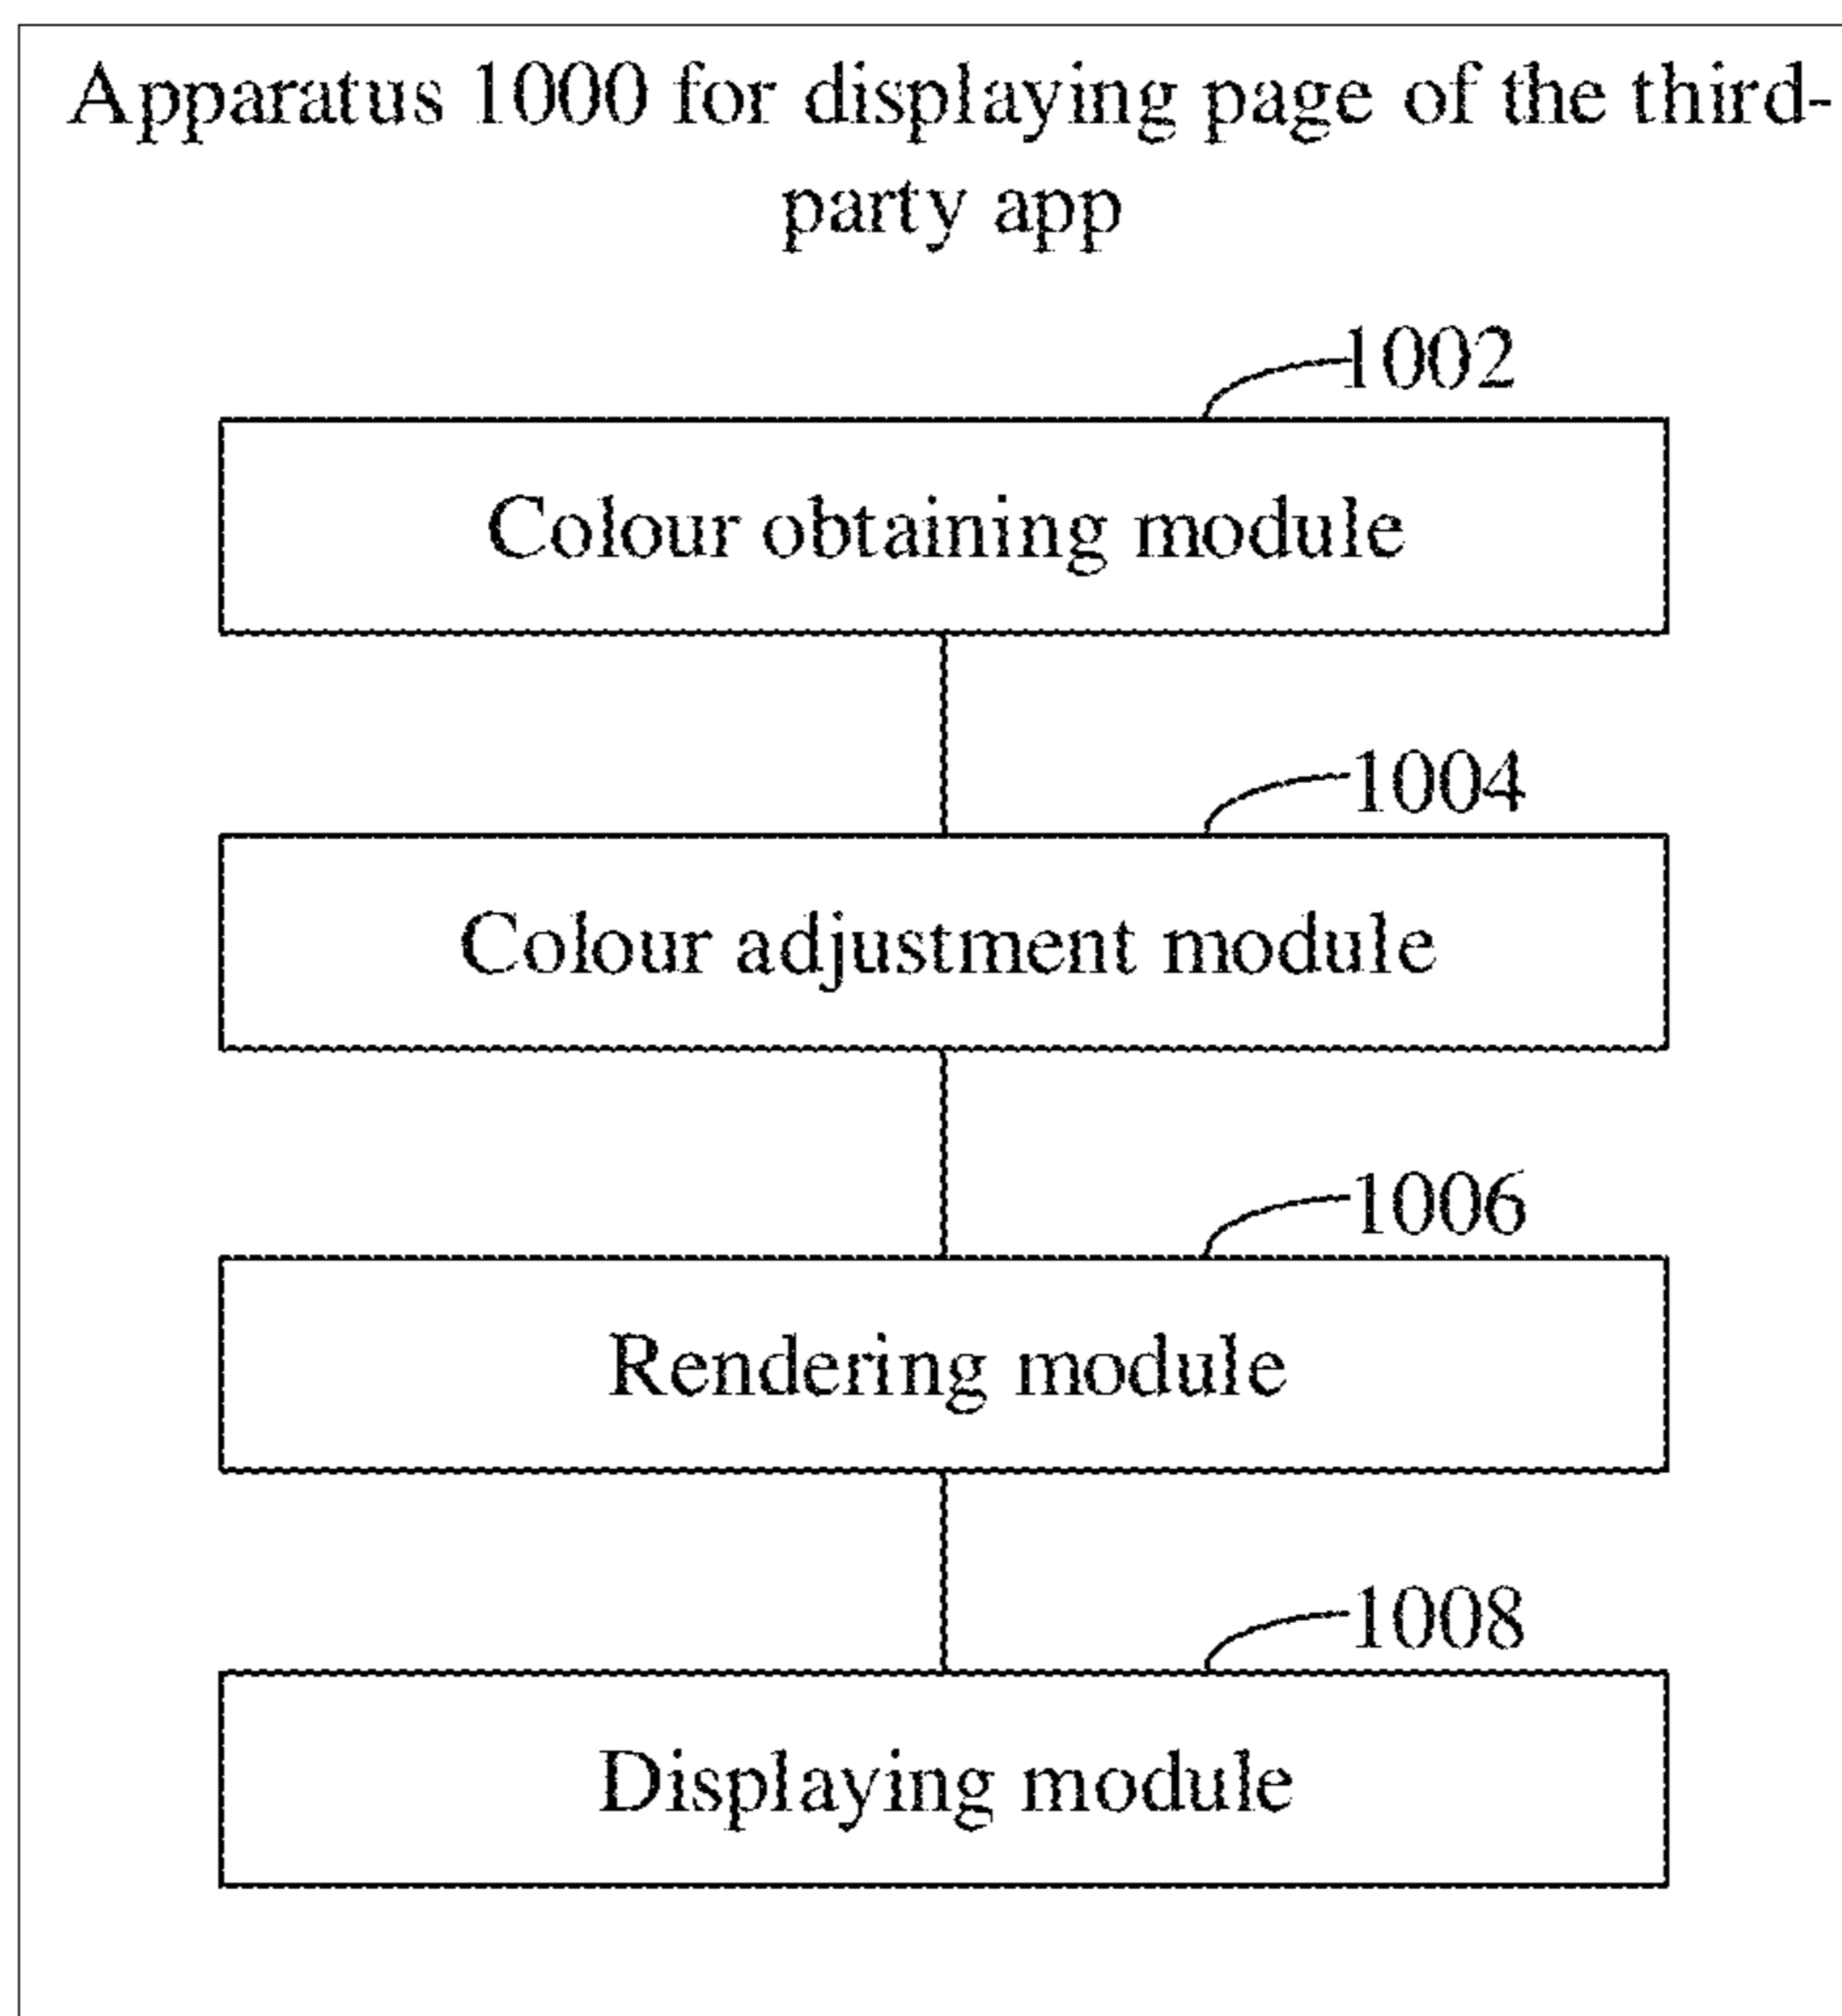 Apparatus 1000 for displaying page of the third-
party app
1002
Colour obtaining module
1004
Colour adjustment module
1006
Rendering module
1008
Displaying module